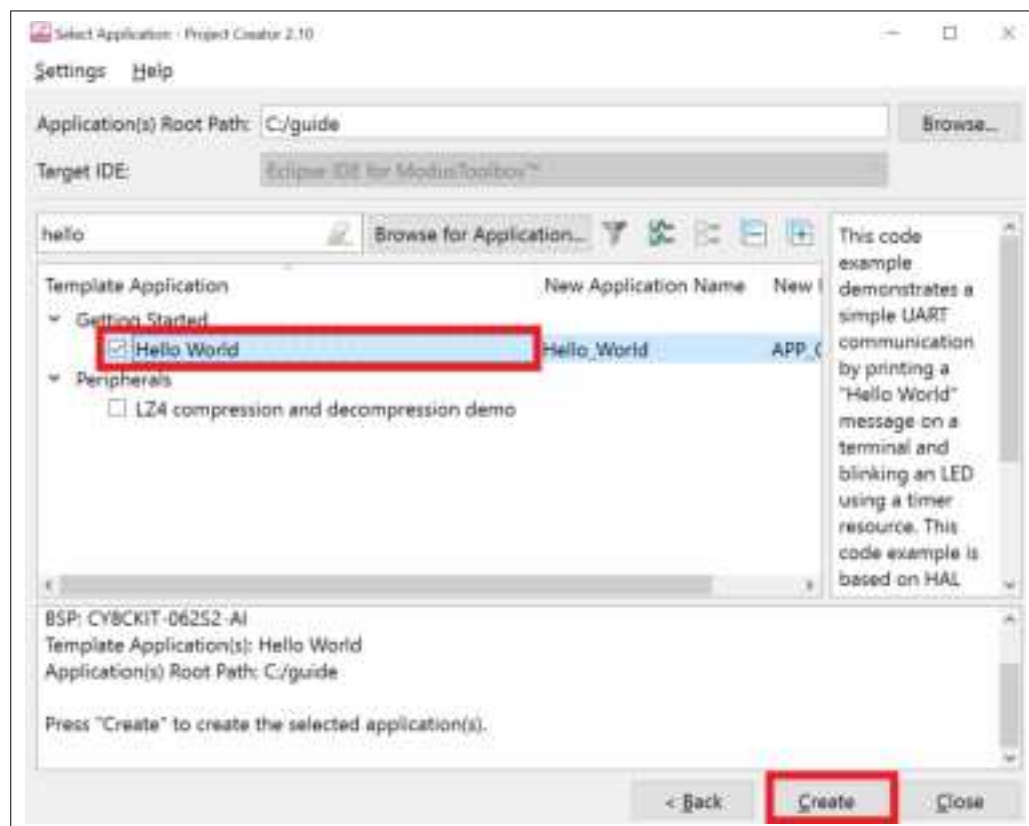 Select Application - Project Creator 2.10
Settings Help
Application(s) Root Path: C:/guide Browse...
Target IDE: Eclipse IDE for ModusToolbox™
hello Browse for Application...
Template Application New Application Name New
Getting Started
Hello World Hello_World APP_C
Peripherals
LZ4 compression and decompression demo
This code
example
demonstrates a
simple UART
communication
by printing a
"Hello World"
message on a
terminal and
blinking an LED
using a timer
resource. This
code example is
based on HAL
BSP: CY8CKIT-062S2-AI
Template Application(s): Hello World
Application(s) Root Path: C:/guide
Press "Create" to create the selected application(s).
< Back Create Close